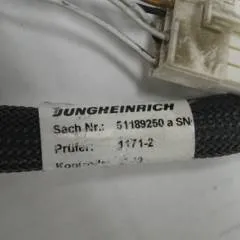 JUNGHEINRICH
Sach Nr.: 51189250 a SN
Prüfer: 1171-2